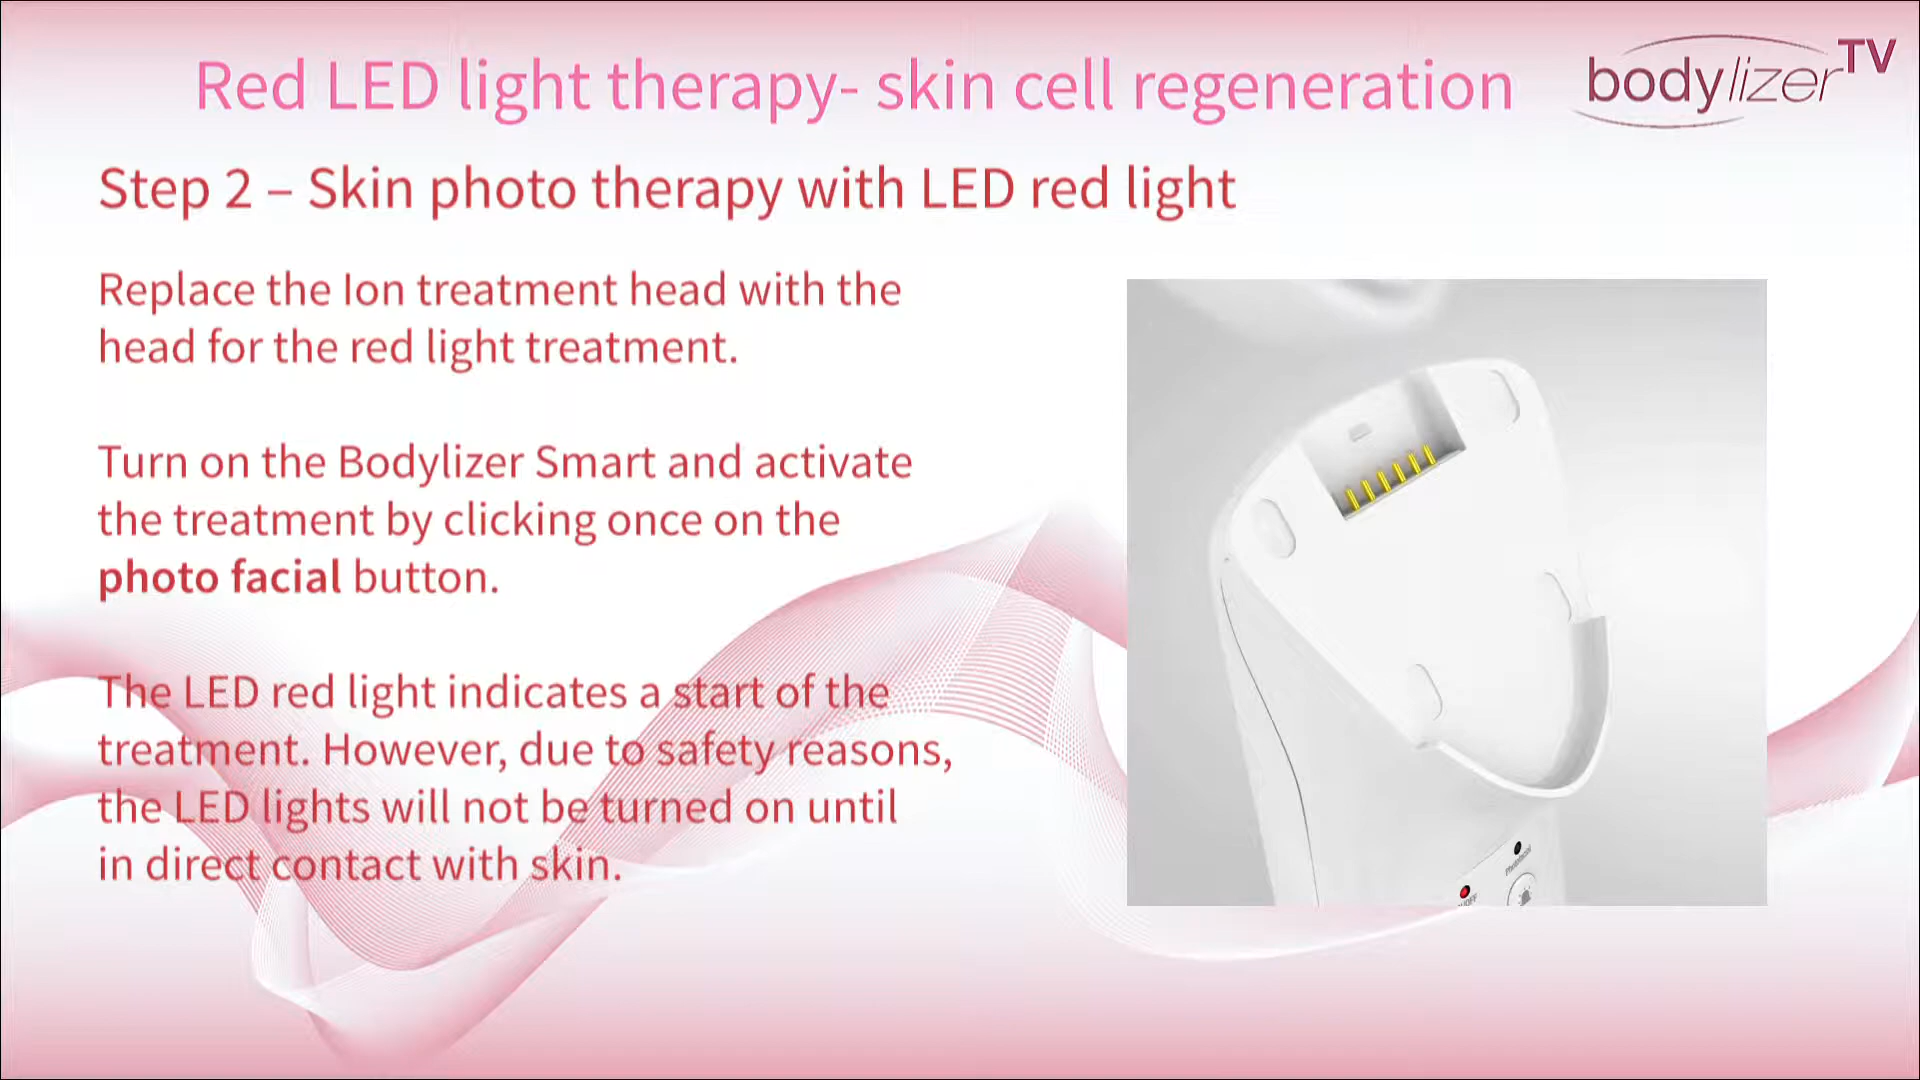 Red LED light therapy- skin cell regeneration
bodylizerTV
Step 2 – Skin photo therapy with LED red light
Replace the Ion treatment head with the
head for the red light treatment.
Turn on the Bodylizer Smart and activate
the treatment by clicking once on the
photo facial button.
The LED red light indicates a start of the
treatment. However, due to safety reasons,
the LED lights will not be turned on until
in direct contact with skin.